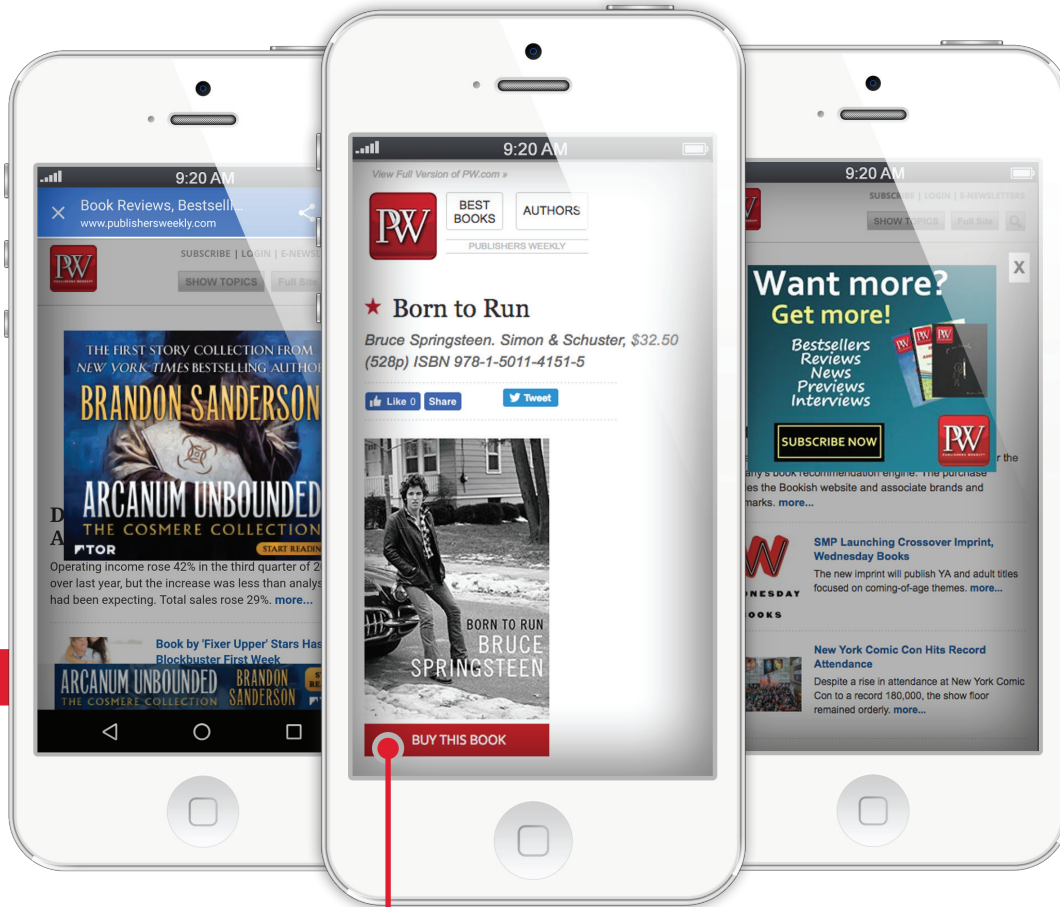 9:20 AM
Book Reviews, Bestsell...
www.publishersweekly.com
PW
PUBLISHERS WEEKLY
SUBSCRIBE | LOGIN | E-NEWSL
SHOW TOPICS
Full Site
THE FIRST STORY COLLECTION FROM
NEW YORK TIMES BESTSELLING AUTHO
BRANDON SANDERSON
ARCANUM UNBOUNDED
THE COSMERE COLLECTION
TOR
START READIN
D
A
Operating income rose 42% in the third quarter of 2
over last year, but the increase was less than analys
had been expecting. Total sales rose 29%. more...
Book by 'Fixer Upper' Stars Has
Blockbuster First Week
ARCANUM UNBOUNDED
THE COSMERE COLLECTION
BRANDON
SANDERSON
9:20 AM
View Full Version of PW.com »
PW
PUBLISHERS WEEKLY
BEST
BOOKS
AUTHORS
PUBLISHERS WEEKLY
Born to Run
Bruce Springsteen. Simon & Schuster, $32.50
(528p) ISBN 978-1-5011-4151-5
Like 0
Share
Tweet
BORN TO RUN
BRUCE
SPRINGSTEEN
BUY THIS BOOK
9:20 AM
SUBSCRIBE | LOGIN | E-NEWSLETTERS
SHOW TOPICS
Full Site
X
Want more?
Get more!
Bestsellers
Reviews
News
Previews
Interviews
SUBSCRIBE NOW
PW
PUBLISHERS WEEKLY
r the
any's book recommendation engine. The purchase
les the Bookish website and associate brands and
marks. more...
W
NESDAY
OOKS
SMP Launching Crossover Imprint,
Wednesday Books
The new imprint will publish YA and adult titles
focused on coming-of-age themes. more...
New York Comic Con Hits Record
Attendance
Despite a rise in attendance at New York Comic
Con to a record 180,000, the show floor
remained orderly. more...